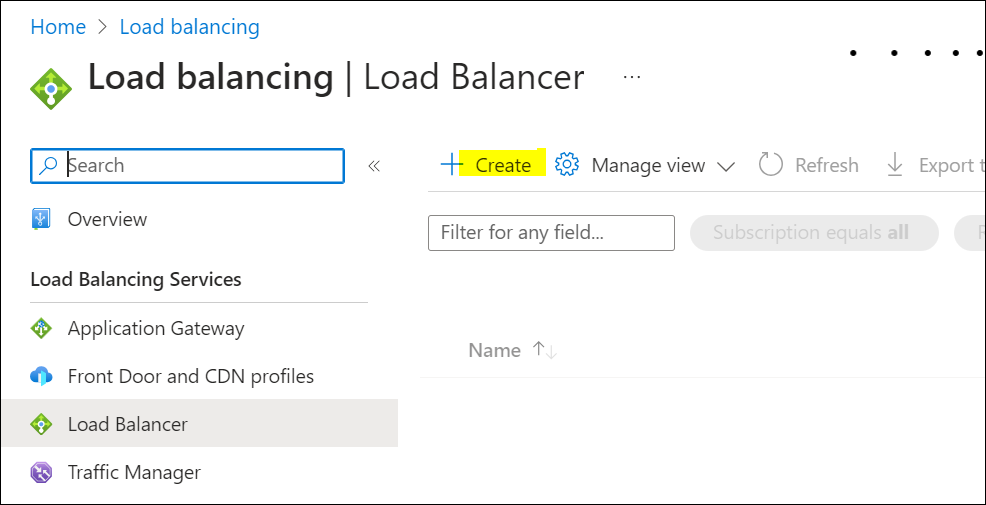 Home > Load balancing
Load balancing | Load Balancer ...
Search «
Overview
Load Balancing Services
Application Gateway
Front Door and CDN profiles
Load Balancer
Traffic Manager
+ Create Manage view Refresh Export t
Filter for any field... Subscription equals all
Name ↑↓